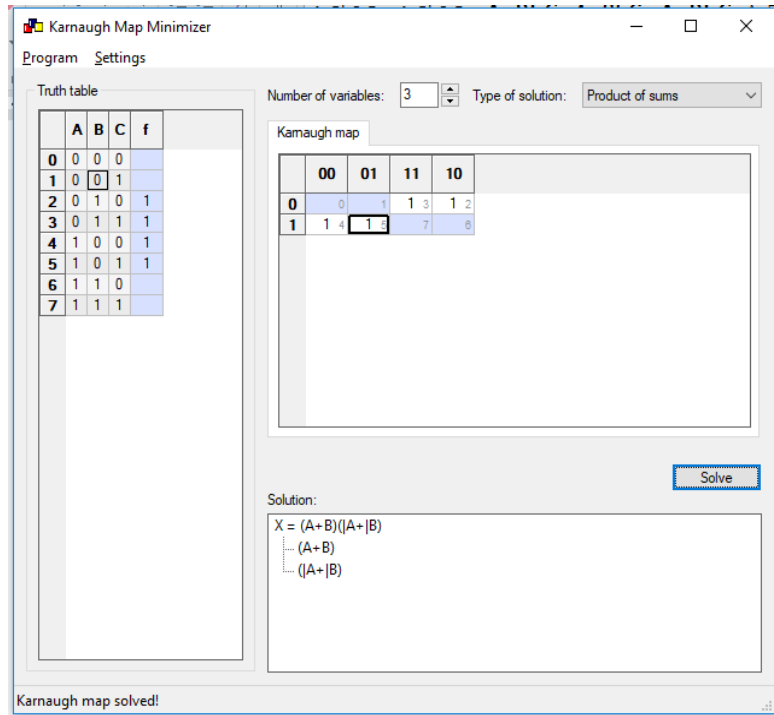 Karnaugh Map Minimizer
Program Settings
Truth table
Number of variables: 3 Type of solution: Product of sums
A B C f
0 0 0 0
1 0 0 1
2 0 1 0 1
3 0 1 1 1
4 1 0 0 1
5 1 0 1 1
6 1 1 0
7 1 1 1
Karnaugh map
00 01 11 10
0 0 1 1 3 1 2
1 1 4 1 5 7 6
Solve
Solution:
X = (A+B)(|A+|B)
(A+B)
(|A+|B)
Karnaugh map solved!